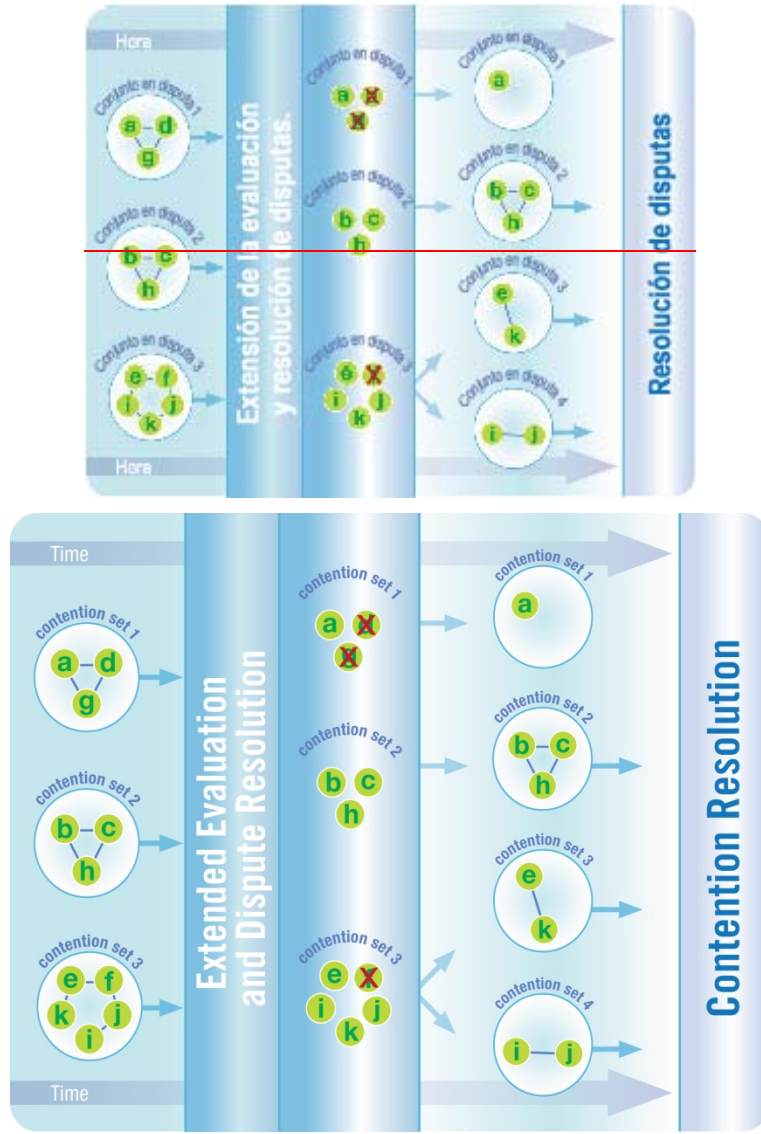 Hora
Conjunto en disputa 1
a d
g
Conjunto en disputa 2
b c
h
Conjunto en disputa 3
e f
i j
k
Hora
Extensión de la evaluación
y resolución de disputas.
Conjunto en disputa 1
a
Conjunto en disputa 2
b c
h
Conjunto en disputa 3
e
i j
k
Conjunto en disputa 1
a
Conjunto en disputa 2
b c
h
Conjunto en disputa 3
e
k
Conjunto en disputa 4
i j
Resolución de disputas
Time
contention set 1
a d
g
contention set 2
b c
h
contention set 3
e f
k j
i
Time
Extended Evaluation
and Dispute Resolution
contention set 1
a
contention set 2
b c
h
contention set 3
e
i j
k
contention set 1
a
contention set 2
b c
h
contention set 3
e
k
contention set 4
i j
Contention Resolution